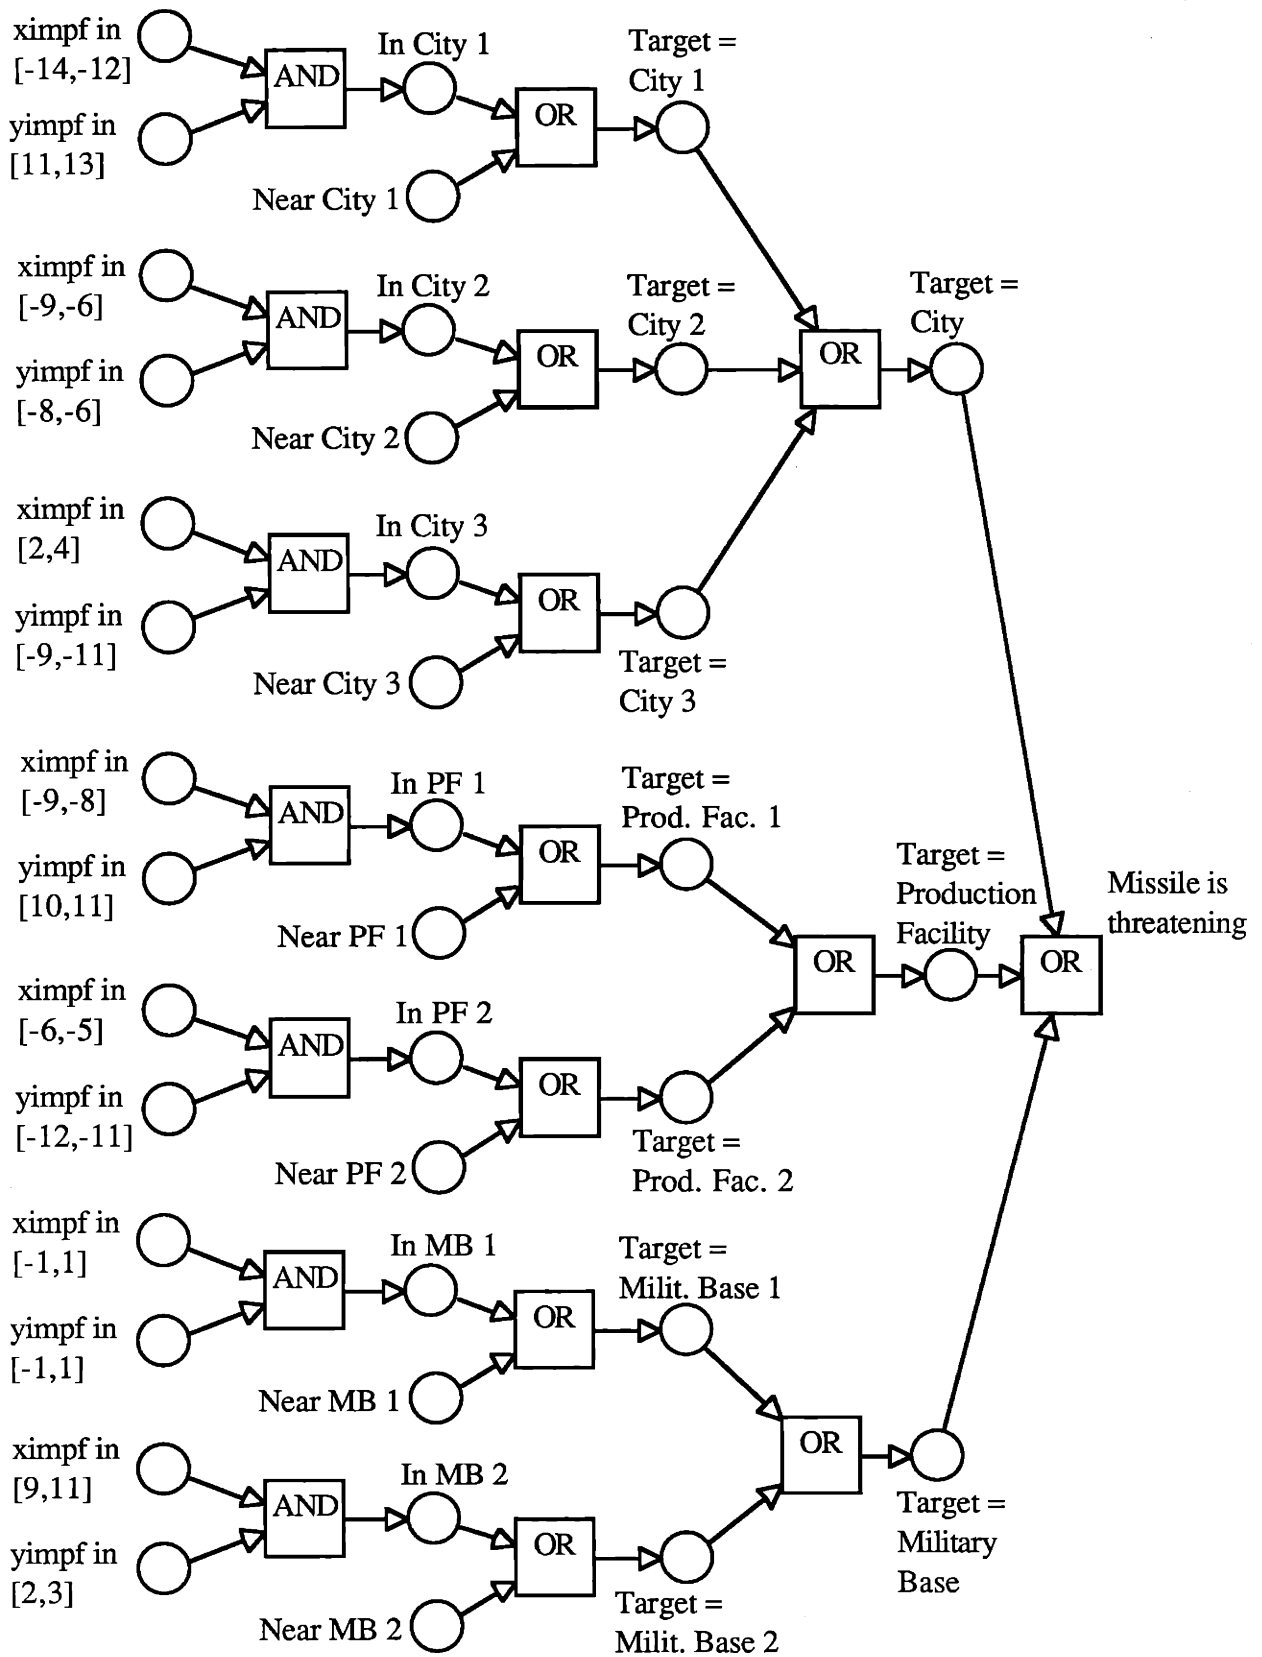 ximpf in
[-14,-12]
yimpf in
[11,13]
AND
In City 1
Near City 1
OR
Target =
City 1
ximpf in
[-9,-6]
yimpf in
[-8,-6]
AND
In City 2
Near City 2
OR
Target =
City 2
ximpf in
[2,4]
yimpf in
[-9,-11]
AND
In City 3
Near City 3
OR
Target =
City 3
OR
Target =
City
ximpf in
[-9,-8]
yimpf in
[10,11]
AND
In PF 1
Near PF 1
OR
Target =
Prod. Fac. 1
ximpf in
[-6,-5]
yimpf in
[-12,-11]
AND
In PF 2
Near PF 2
OR
Target =
Prod. Fac. 2
OR
Target =
Production
Facility
OR
Missile is
threatening
ximpf in
[-1,1]
yimpf in
[-1,1]
AND
In MB 1
Near MB 1
OR
Target =
Milit. Base 1
ximpf in
[9,11]
yimpf in
[2,3]
AND
In MB 2
Near MB 2
OR
Target =
Milit. Base 2
OR
Target =
Military
Base